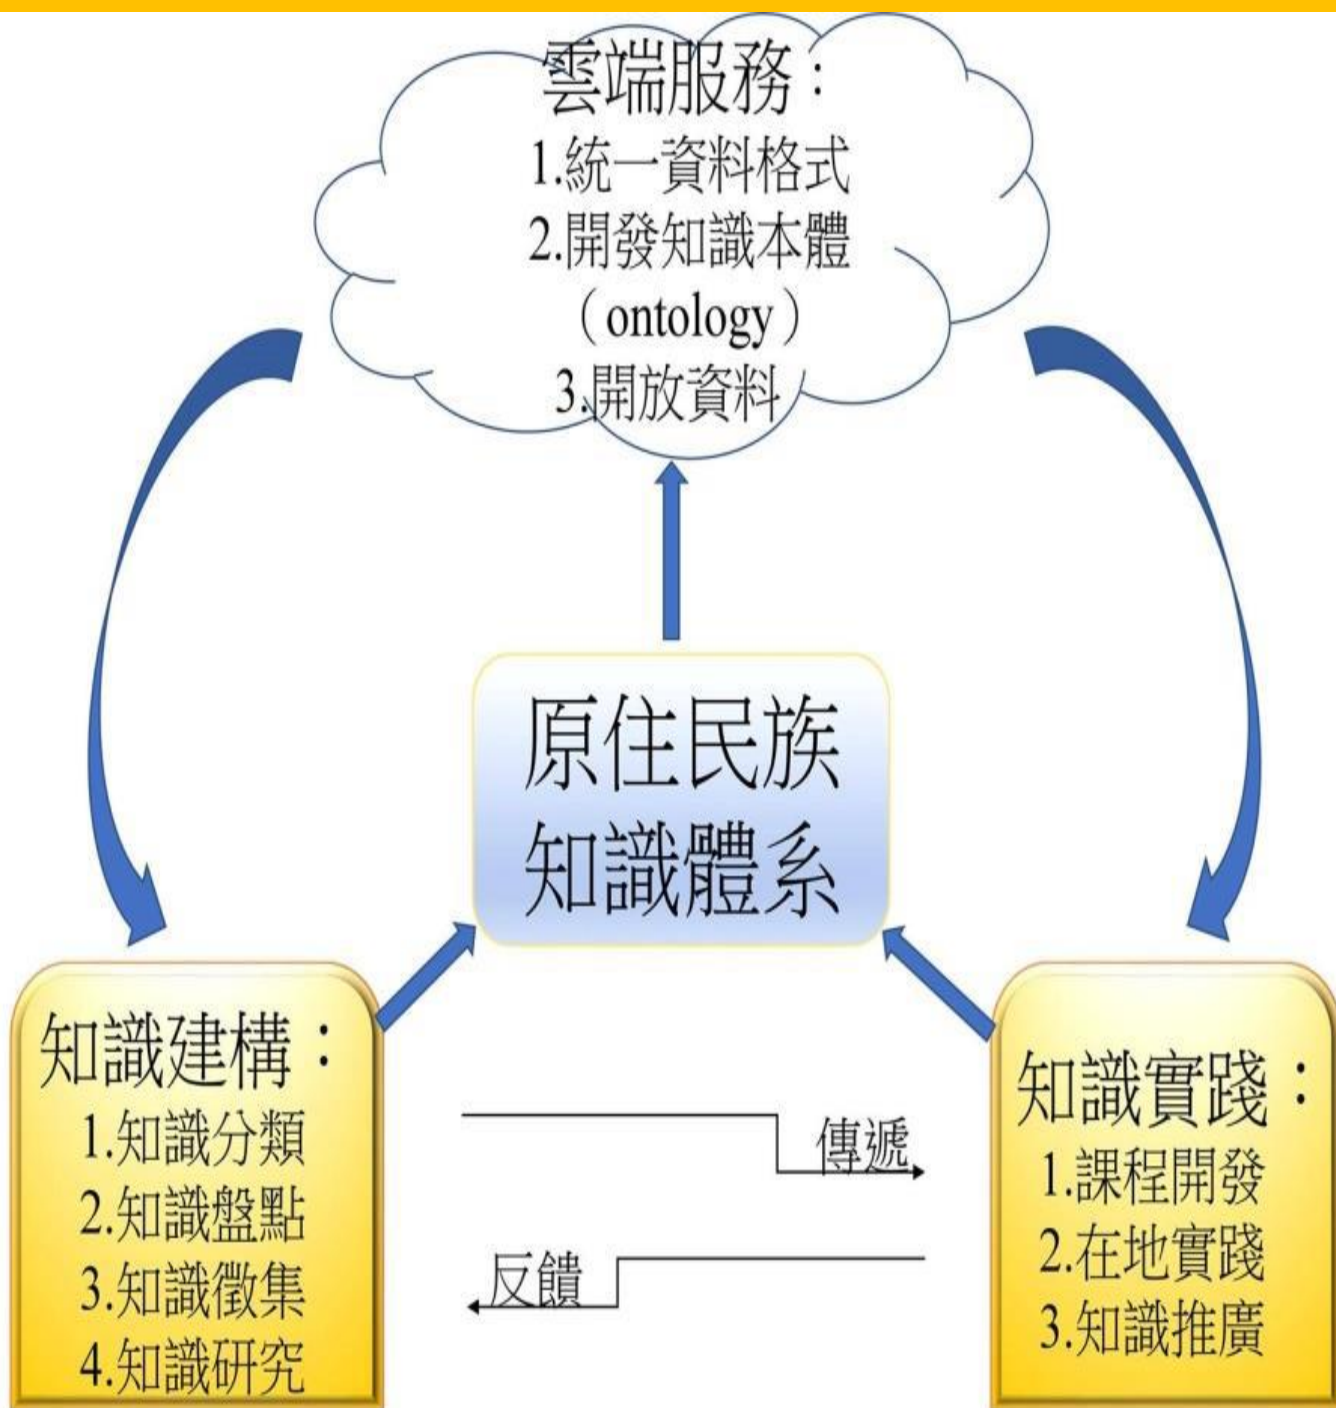 雲端服務：
1.統一資料格式
2.開發知識本體
（ontology）
3.開放資料
原住民族
知識體系
知識建構：
1.知識分類
2.知識盤點
3.知識徵集
4.知識研究
傳遞
反饋
知識實踐：
1.課程開發
2.在地實踐
3.知識推廣